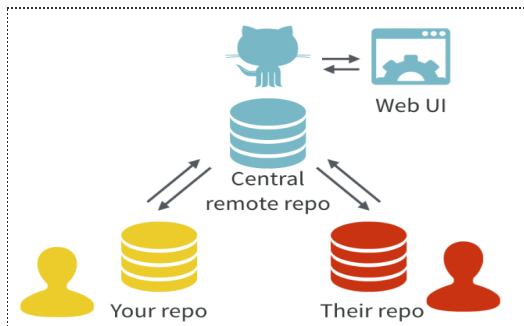 Web UI
Central
remote repo
Your repo
Their repo